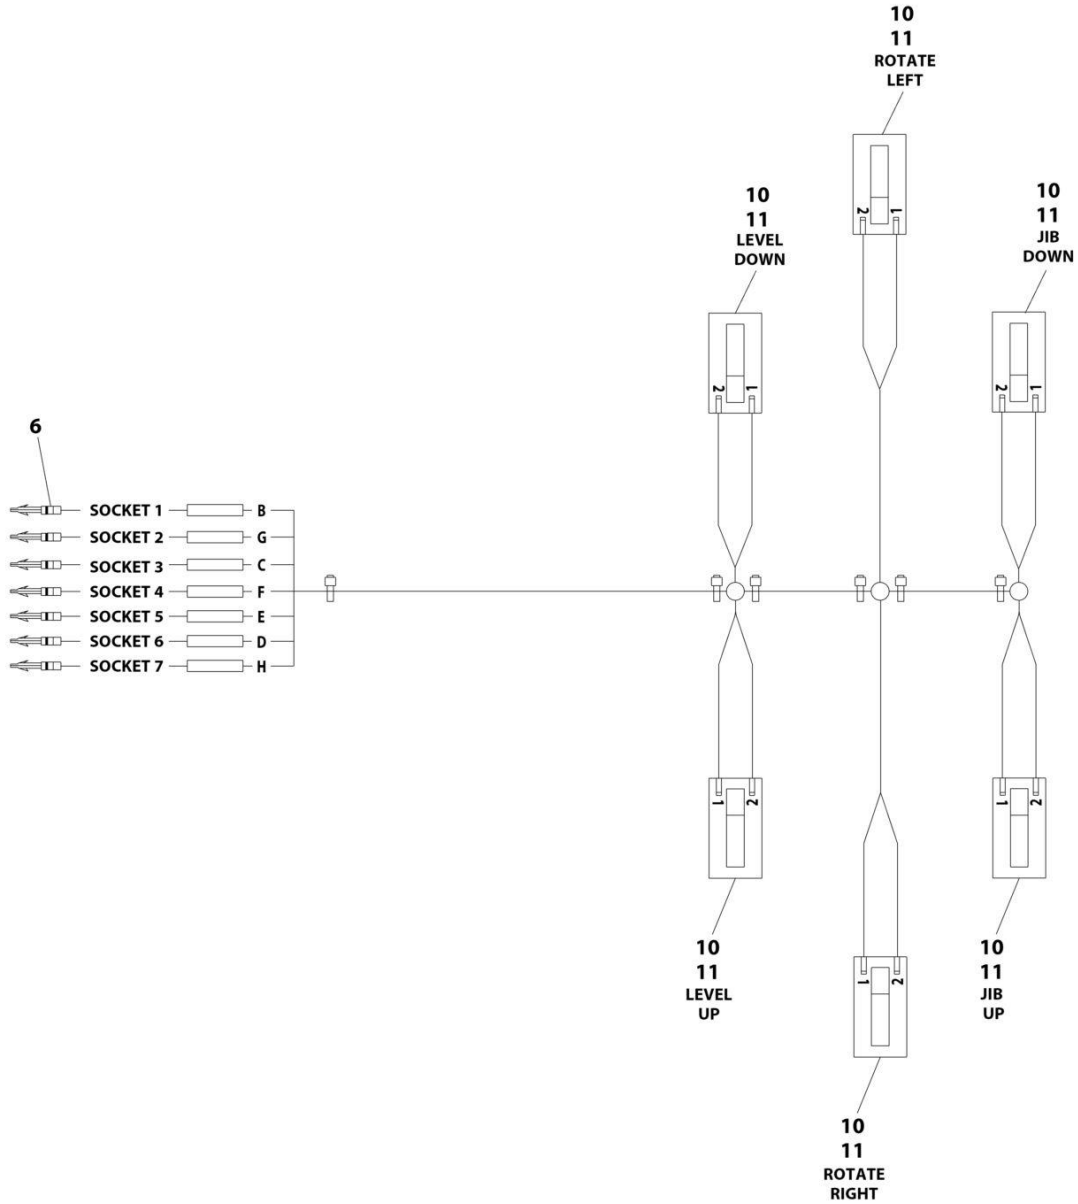 10
11
ROTATE
LEFT
10
11
LEVEL
DOWN
10
11
JIB
DOWN
2 1
2 1
2 1
6
SOCKET 1 B
SOCKET 2 G
SOCKET 3 C
SOCKET 4 F
SOCKET 5 E
SOCKET 6 D
SOCKET 7 H
1 2
1 2
1 2
10
11
LEVEL
UP
10
11
JIB
UP
10
11
ROTATE
RIGHT